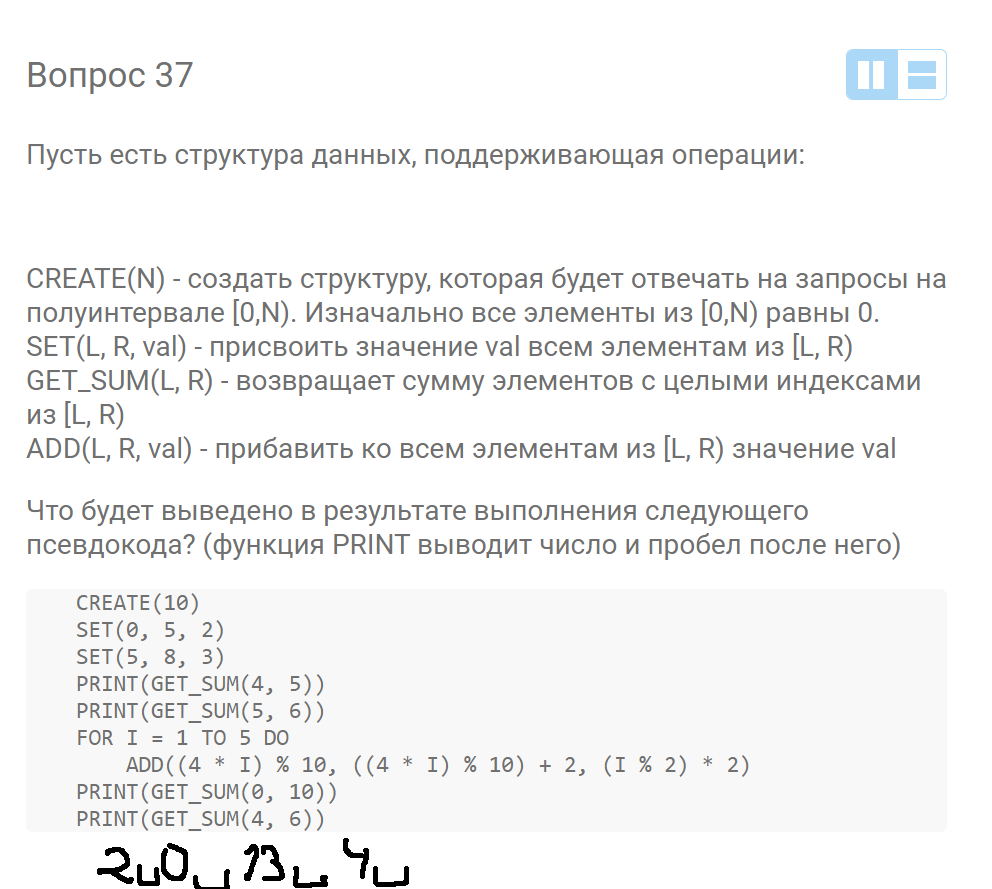 Вопрос 37
Пусть есть структура данных, поддерживающая операции:
CREATE(N) - создать структуру, которая будет отвечать на запросы на
полуинтервале [0,N). Изначально все элементы из [0,N) равны 0.
SET(L, R, val) - присвоить значение val всем элементам из [L, R)
GET_SUM(L, R) - возвращает сумму элементов с целыми индексами
из [L, R)
ADD(L, R, val) - прибавить ко всем элементам из [L, R) значение val
Что будет выведено в результате выполнения следующего
псевдокода? (функция PRINT выводит число и пробел после него)
CREATE(10)
SET(0, 5, 2)
SET(5, 8, 3)
PRINT(GET_SUM(4, 5))
PRINT(GET_SUM(5, 6))
FOR I = 1 TO 5 DO
ADD((4 * I) % 10, ((4 * I) % 10) + 2, (I % 2) * 2)
PRINT(GET_SUM(0, 10))
PRINT(GET_SUM(4, 6))
2␣0␣13␣4␣